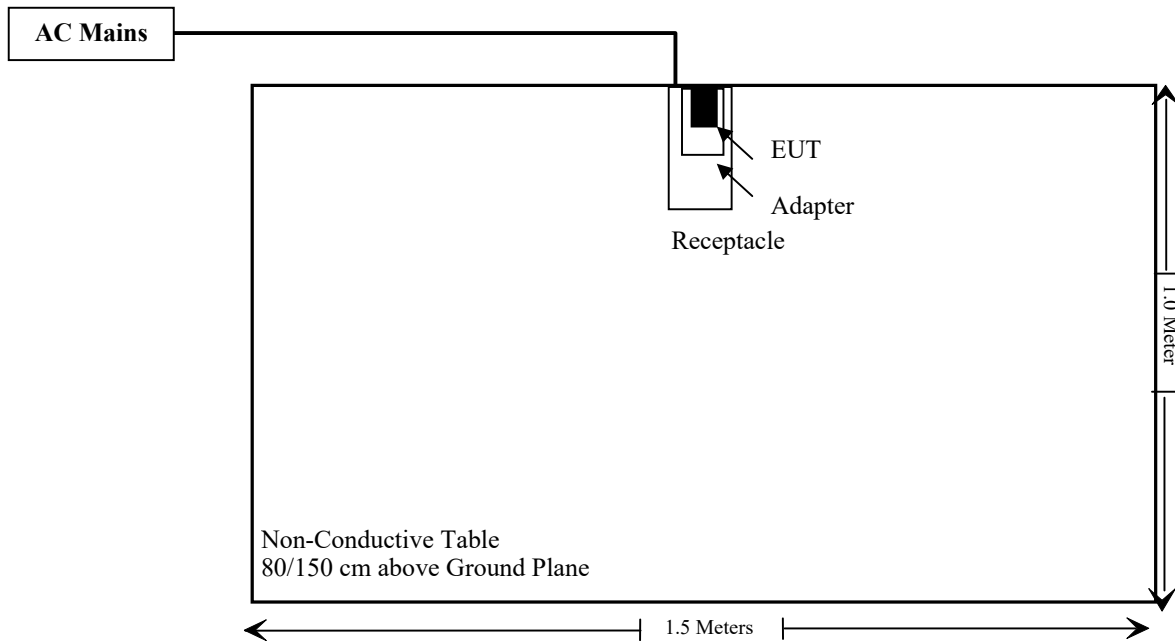 AC Mains
EUT
Adapter
Receptacle
1.0 Meter
Non-Conductive Table
80/150 cm above Ground Plane
1.5 Meters